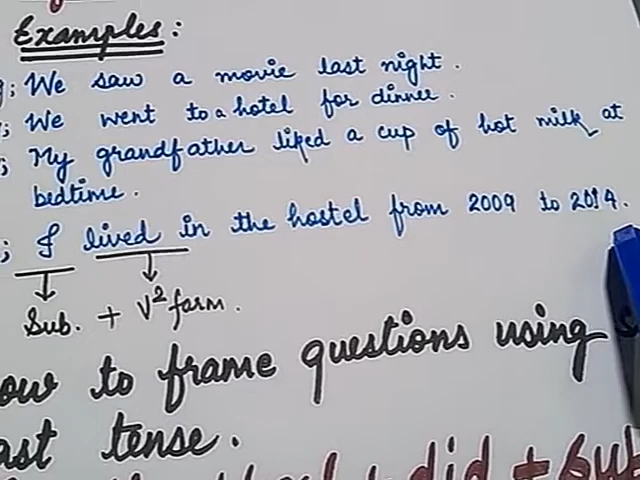 Examples:
; We saw a movie last night.
; We went to a hotel for dinner.
; My grandfather liked a cup of hot milk at
bedtime.
; I lived in the hostel from 2009 to 2014.
Sub. + V² form.
ow to frame questions using
ast tense.
did + Sub